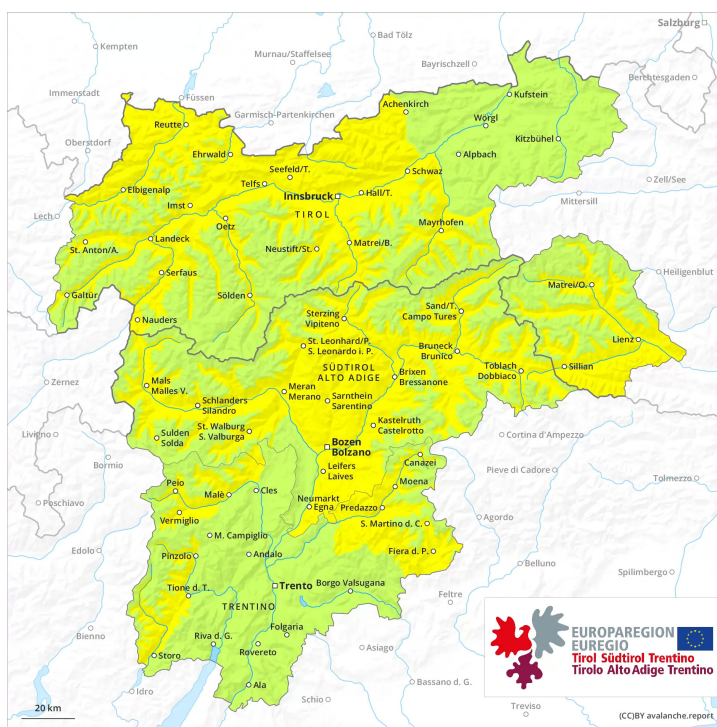 Salzburg
Kempten
Bad Tölz
Murnau/Staffelsee
Bayrischzell
Berchtesgaden
Immenstadt
Füssen
Garmisch-Partenkirchen
Achenkirch
Kufstein
Reutte
Wörgl
Oberstdorf
Ehrwald
Kitzbühel
Alpbach
Seefeld/T.
Schwaz
Zell/See
Telfs
Elbigenalp
Innsbruck
Hall/T.
Mittersill
Imst
Lech
TIROL
Oetz
Mayrhofen
St. Anton/A.
Landeck
Neustift/St.
Matrei/B.
Serfaus
Heiligenblut
Galtür
Sölden
Matrei/O.
Nauders
Sterzing
Vipiteno
Sand/T.
Campo Tures
St. Leonhard/P.
S. Leonardo i. P.
Bruneck
Brunico
Lienz
SÜDTIROL
ALTO ADIGE
Toblach
Dobbiaco
Sillian
Zernez
Mals
Malles V.
Meran
Merano
Brixen
Bressanone
Schlanders
Silandro
Sarnthein
Sarentino
St. Walburg
S. Valburga
Kastelruth
Castelrotto
Livigno
Sulden
Solda
Bozen
Bolzano
Cortina d'Ampezzo
Bormio
Canazei
Leifers
Laives
Pieve di Cadore
Tolmezzo
Peio
Moena
Poschiavo
Malè
Cles
Neumarkt
Egna
Predazzo
Vermiglio
S. Martino d. C.
Agordo
M. Campiglio
Edolo
Pinzolo
Andalo
Fiera d. P.
Belluno
Spilimbergo
Tione d. T.
Trento
Borgo Valsugana
Feltre
TRENTINO
Bienno
Folgaria
Riva d. G.
Rovereto
Asiago
Storo
Bassano d. G.
Idro
Ala
Schio
Treviso
20 km
EUROPAREGION
EUREGIO
Tirol Südtirol Trentino
Tirolo Alto Adige Trentino
(CC)BY avalanche.report